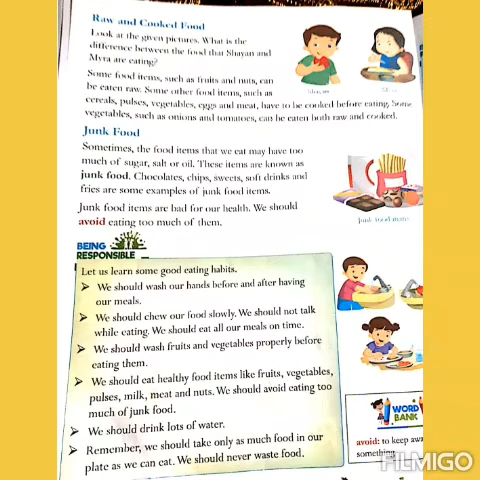 Raw and Cooked Food
Look at the given pictures. What is the
difference between the food that Shayan and
Myra are eating?
Some food items, such as fruits and nuts, can
be eaten raw. Some other food items, such as
cereals, pulses, vegetables, eggs and meat, have to be cooked before eating. Some
vegetables, such as onions and tomatoes, can be eaten both raw and cooked.
Junk Food
Sometimes, the food items that we eat may have too
much of sugar, salt or oil. These items are known as
junk food. Chocolates, chips, sweets, soft drinks and
fries are some examples of junk food items.
Junk food items
Junk food items are bad for our health. We should
avoid eating too much of them.
BEING
RESPONSIBLE
Let us learn some good eating habits.
We should wash our hands before and after having
our meals.
We should chew our food slowly. We should not talk
while eating. We should eat all our meals on time.
We should wash fruits and vegetables properly before
eating them.
We should eat healthy food items like fruits, vegetables,
pulses, milk, meat and nuts. We should avoid eating too
much of junk food.
We should drink lots of water.
Remember, we should take only as much food in our
plate as we can eat. We should never waste food.
WORD
BANK
avoid: to keep
something
FILMIGO